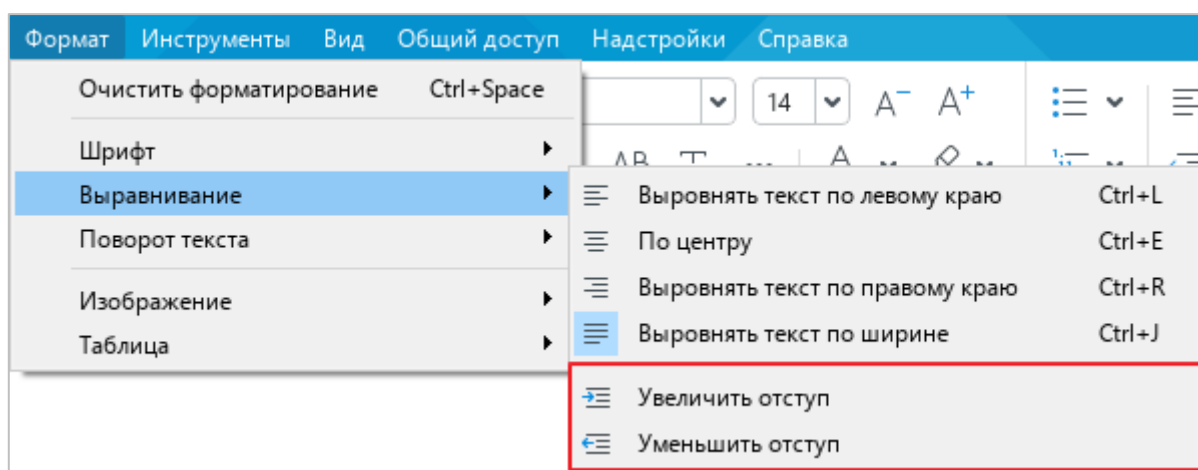 Формат Инструменты Вид Общий доступ Надстройки Справка
Очистить форматирование Ctrl+Space
14 A− A+
Шрифт
Выравнивание
Выровнять текст по левому краю Ctrl+L
Поворот текста
По центру Ctrl+E
Изображение
Выровнять текст по правому краю Ctrl+R
Таблица
Выровнять текст по ширине Ctrl+J
Увеличить отступ
Уменьшить отступ